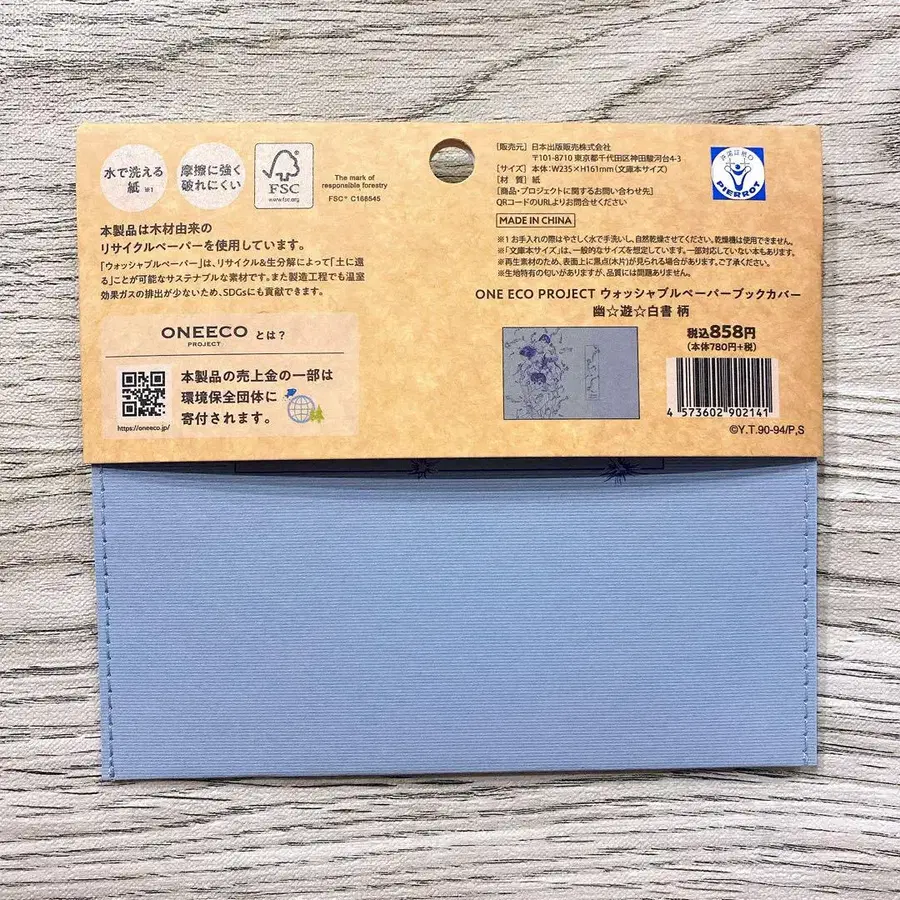 水で洗える
紙 ※1
摩擦に強く
破れにくい
FSC
www.fsc.org
The mark of
responsible forestry
FSC® C168545
本製品は木材由来の
リサイクルペーパーを使用しています。
「ウォッシャブルペーパー」は、リサイクル&生分解によって「土に還
る」ことが可能なサステナブルな素材です。また製造工程でも温室
効果ガスの排出が少ないため、SDGsにも貢献できます。
ONEECO とは?
PROJECT
本製品の売上金の一部は
環境保全団体に
寄付されます。
https://oneeco.jp/
[販売元] 日本出版販売株式会社
〒101-8710 東京都千代田区神田駿河台4-3
[サイズ] 本体:W235×H161mm(文庫本サイズ)
[材 質] 紙
[商品・プロジェクトに関するお問い合わせ先]
QRコードのURLよりお問合せください
MADE IN CHINA
PIERROT
※1 お手入れの際はやさしく水で手洗いし、自然乾燥させてください。乾燥機は使用できません。
※「文庫本サイズ」は、一般的なサイズを想定しています。一部対応していない本もあります。
※再生素材のため、表面上に黒点(木片)が見られる場合があります。ご了承ください。
※生地特有の匂いがありますが、品質には問題ありません。
ONE ECO PROJECT ウォッシャブルペーパーブックカバー
幽☆遊☆白書 柄
税込858円
(本体780円+税)
4 573602 902141
©Y.T.90-94/P,S